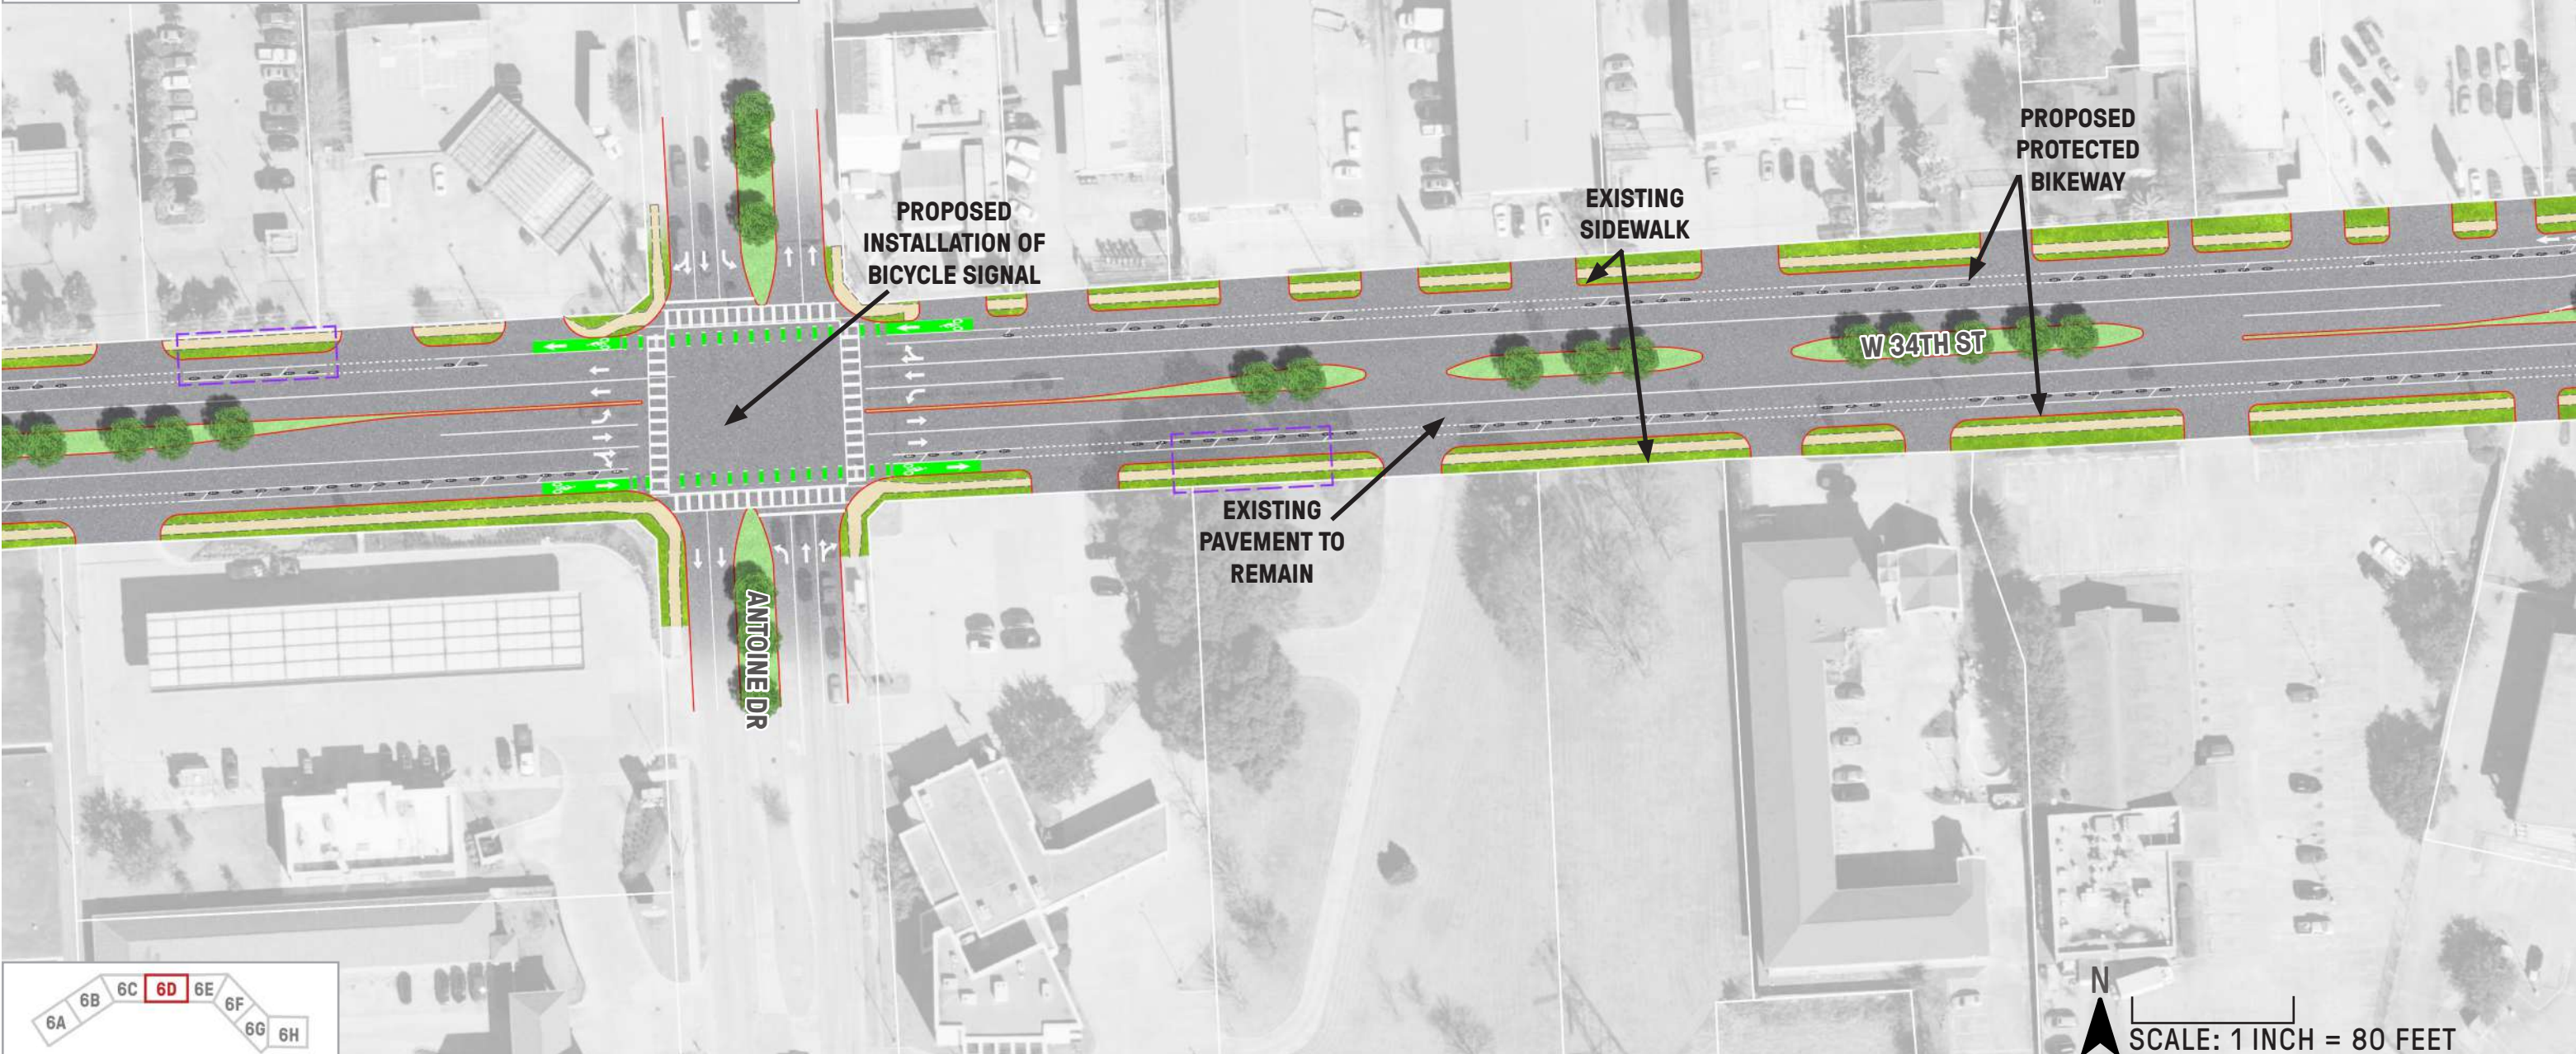 PROPOSED
INSTALLATION OF
BICYCLE SIGNAL
EXISTING
SIDEWALK
PROPOSED
PROTECTED
BIKEWAY
W 34TH ST
EXISTING
PAVEMENT TO
REMAIN
ANTOINE DR
6A
6B
6C
6D
6E
6F
6G
6H
N
SCALE: 1 INCH = 80 FEET